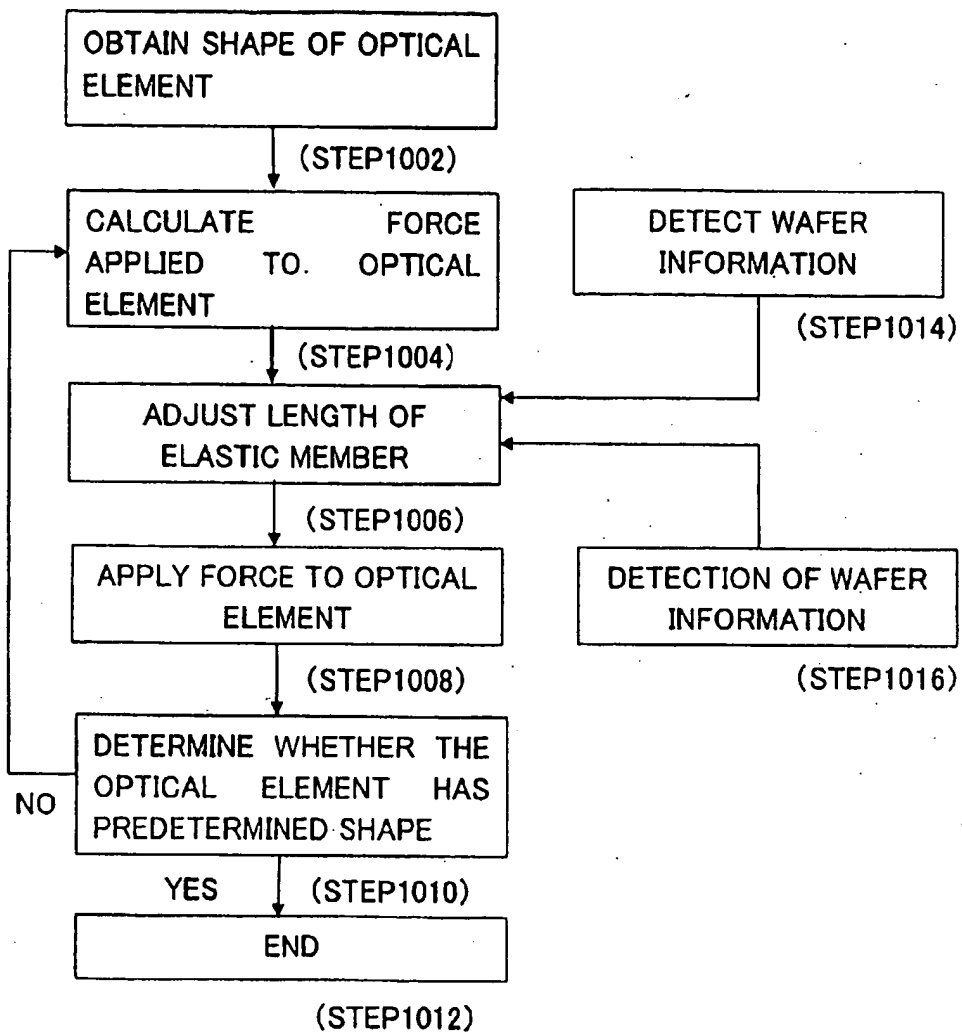 OBTAIN SHAPE OF OPTICAL
ELEMENT
(STEP1002)
CALCULATE FORCE
APPLIED TO. OPTICAL
ELEMENT
(STEP1004)
DETECT WAFER
INFORMATION
(STEP1014)
ADJUST LENGTH OF
ELASTIC MEMBER
(STEP1006)
APPLY FORCE TO OPTICAL
ELEMENT
(STEP1008)
DETECTION OF WAFER
INFORMATION
(STEP1016)
DETERMINE WHETHER THE
OPTICAL ELEMENT HAS
PREDETERMINED SHAPE
NO
YES
(STEP1010)
END
(STEP1012)